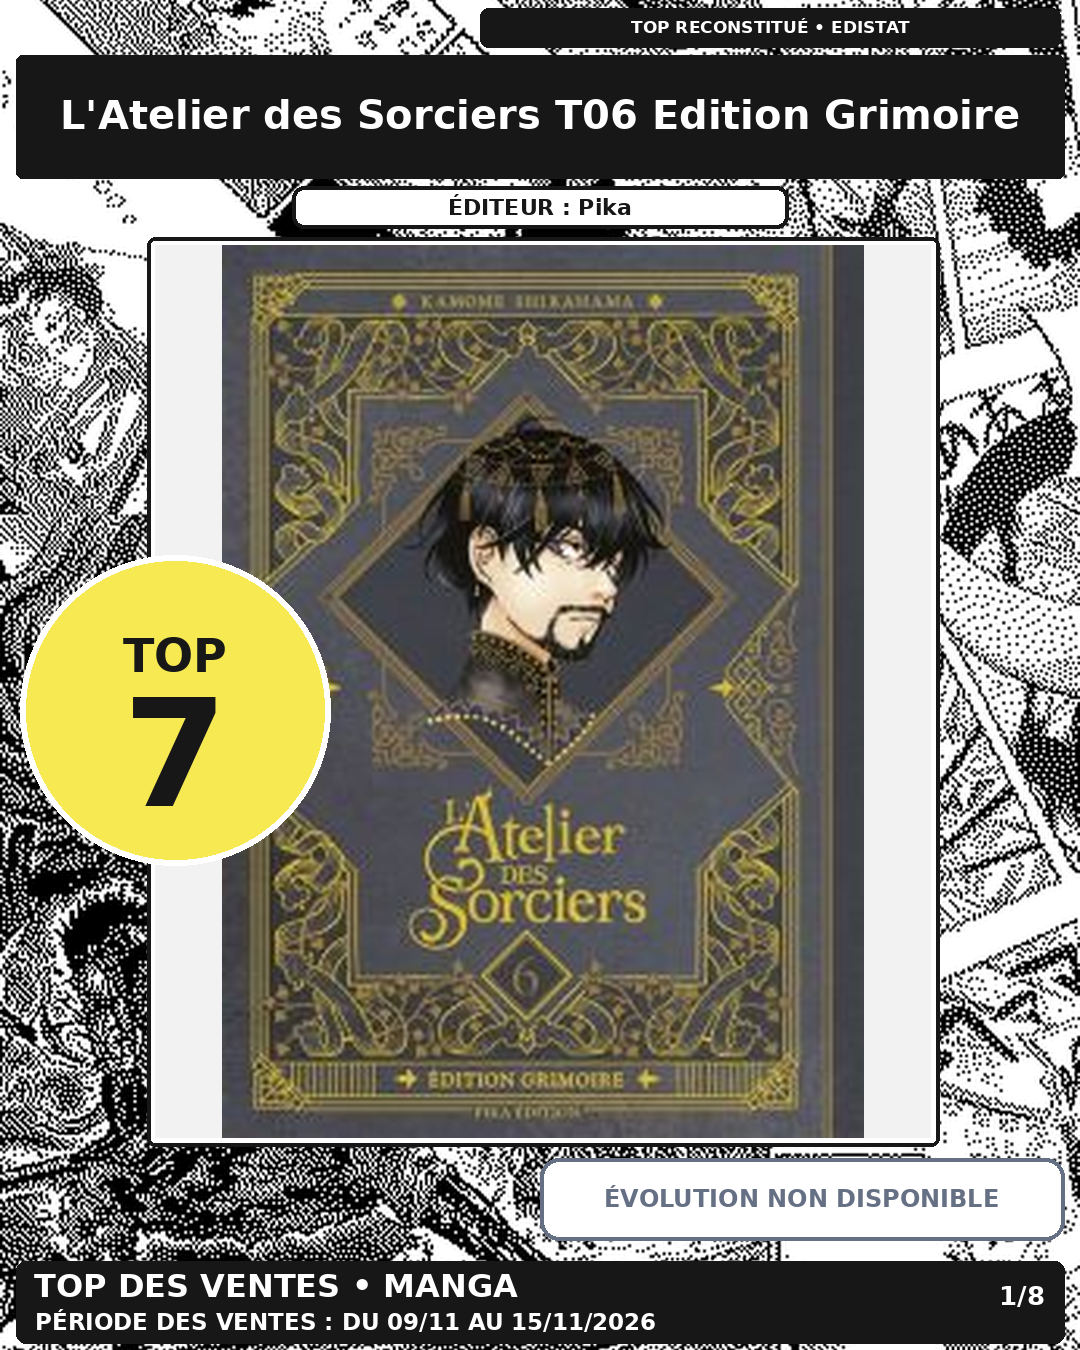 TOP RECONSTITUÉ • EDISTAT
L'Atelier des Sorciers T06 Edition Grimoire
ÉDITEUR : Pika
KAMOME SHIRAHAMA
TOP
7
L'Atelier
DES
Sorciers
6
ÉDITION GRIMOIRE
PIKA ÉDITION
ÉVOLUTION NON DISPONIBLE
TOP DES VENTES • MANGA
1/8
PÉRIODE DES VENTES : DU 09/11 AU 15/11/2026